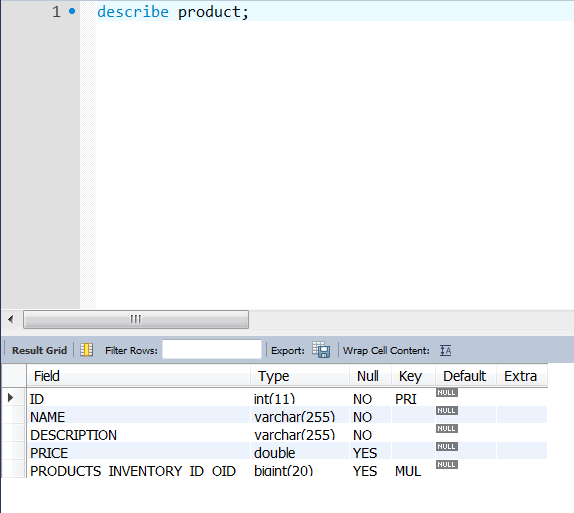 1 describe product;
Result Grid Filter Rows: Export: Wrap Cell Content: IA
Field Type Null Key Default Extra
ID int(11) NO PRI NULL
NAME varchar(255) NO NULL
DESCRIPTION varchar(255) NO NULL
PRICE double YES NULL
PRODUCTS_INVENTORY_ID_OID bigint(20) YES MUL NULL